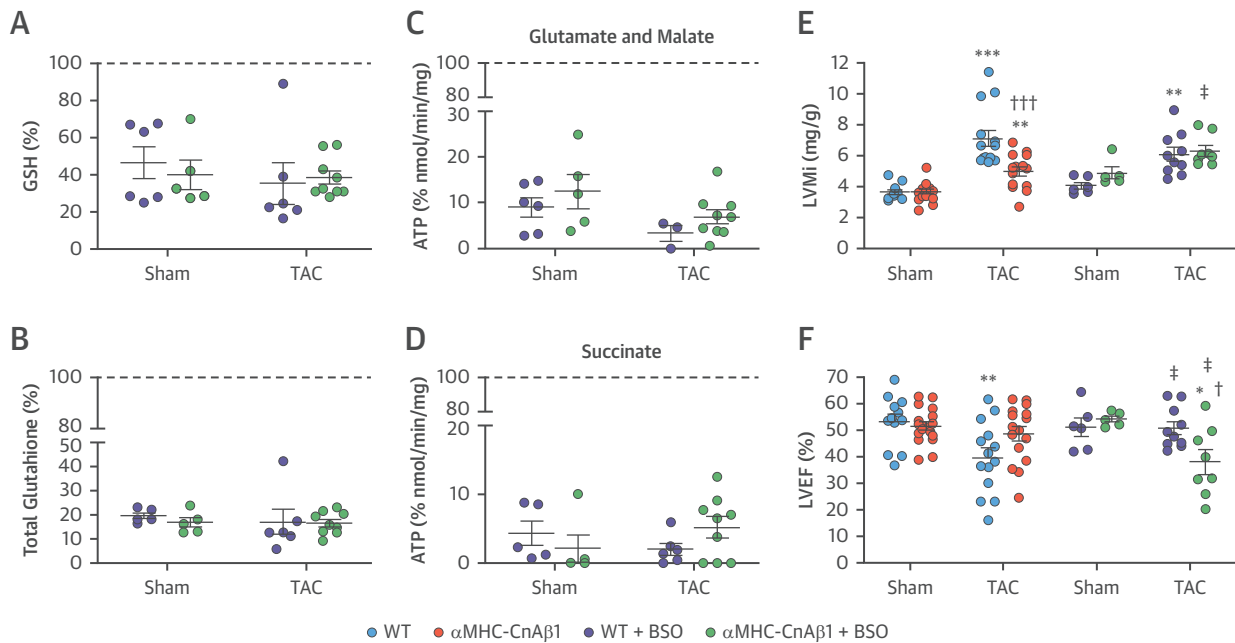 A
100
80
60
40
20
0
GSH (%)
Sham
TAC
B
100
50
40
30
20
10
0
Total Glutathione (%)
Sham
TAC
C
Glutamate and Malate
100
30
20
10
0
ATP (% nmol/min/mg)
Sham
TAC
D
Succinate
100
20
10
0
ATP (% nmol/min/mg)
Sham
TAC
E
12
10
8
6
4
2
0
LVMi (mg/g)
***
†††
**
**
‡
Sham
TAC
Sham
TAC
F
70
60
50
40
30
20
10
0
LVEF (%)
**
‡
‡
* †
Sham
TAC
Sham
TAC
WT
αMHC-CnAβ1
WT + BSO
αMHC-CnAβ1 + BSO